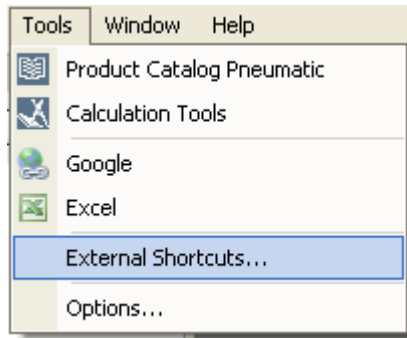 Tools Window Help
Product Catalog Pneumatic
Calculation Tools
Google
Excel
External Shortcuts...
Options...